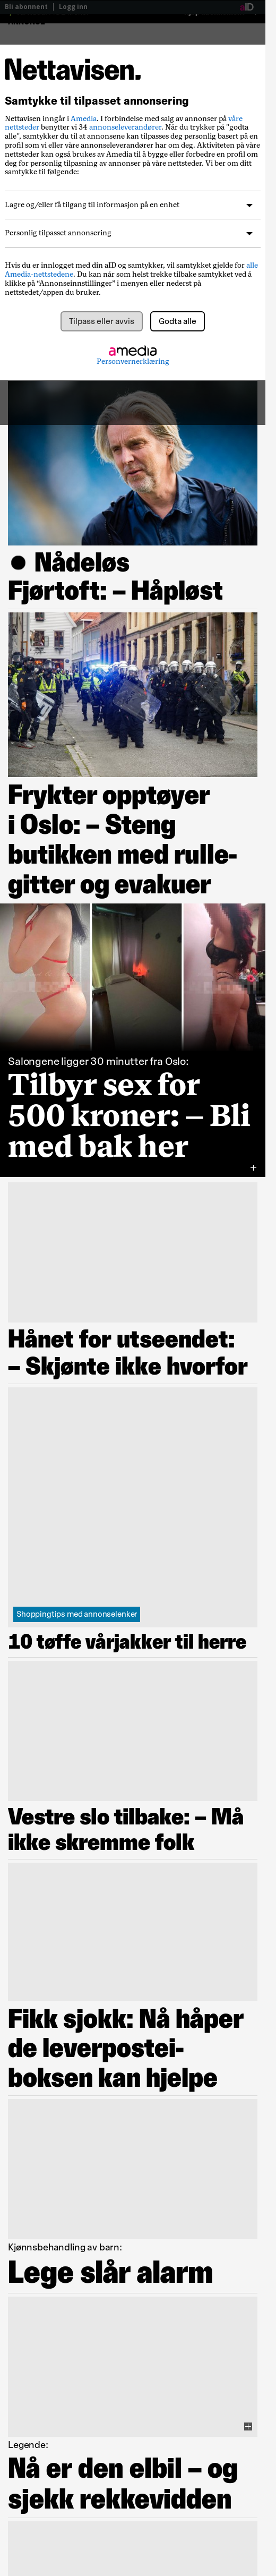 Bli abonnent | Logg inn
aID
Nettavisen.
Samtykke til tilpasset annonsering
Nettavisen inngår i Amedia. I forbindelse med salg av annonser på våre
nettsteder benytter vi 34 annonseleverandører. Når du trykker på "godta
alle", samtykker du til at annonsene kan tilpasses deg personlig basert på en
profil som vi eller våre annonseleverandører har om deg. Aktivitetene på våre
nettsteder kan også brukes av Amedia til å bygge eller forbedre en profil om
deg for personlig tilpasning av annonser på våre nettsteder. Vi ber om ditt
samtykke til følgende:
Lagre og/eller få tilgang til informasjon på en enhet
Personlig tilpasset annonsering
Hvis du er innlogget med din aID og samtykker, vil samtykket gjelde for alle
Amedia-nettstedene. Du kan når som helst trekke tilbake samtykke ved å
klikke på “Annonseinnstillinger” i menyen eller nederst på
nettstedet/appen du bruker.
Tilpass eller avvis
Godta alle
amedia
Personvernerklæring
● Nådeløs
Fjørtoft: – Håpløst
Frykter opptøyer
i Oslo: – Steng
butikken med rulle-
gitter og evakuer
Salongene ligger 30 minutter fra Oslo:
Tilbyr sex for
500 kroner: – Bli
med bak her
Hånet for utseendet:
– Skjønte ikke hvorfor
Shoppingtips med annonselenker
10 tøffe vårjakker til herre
Vestre slo tilbake: – Må
ikke skremme folk
Fikk sjokk: Nå håper
de leverpostei-
boksen kan hjelpe
Kjønnsbehandling av barn:
Lege slår alarm
Legende:
Nå er den elbil – og
sjekk rekkevidden